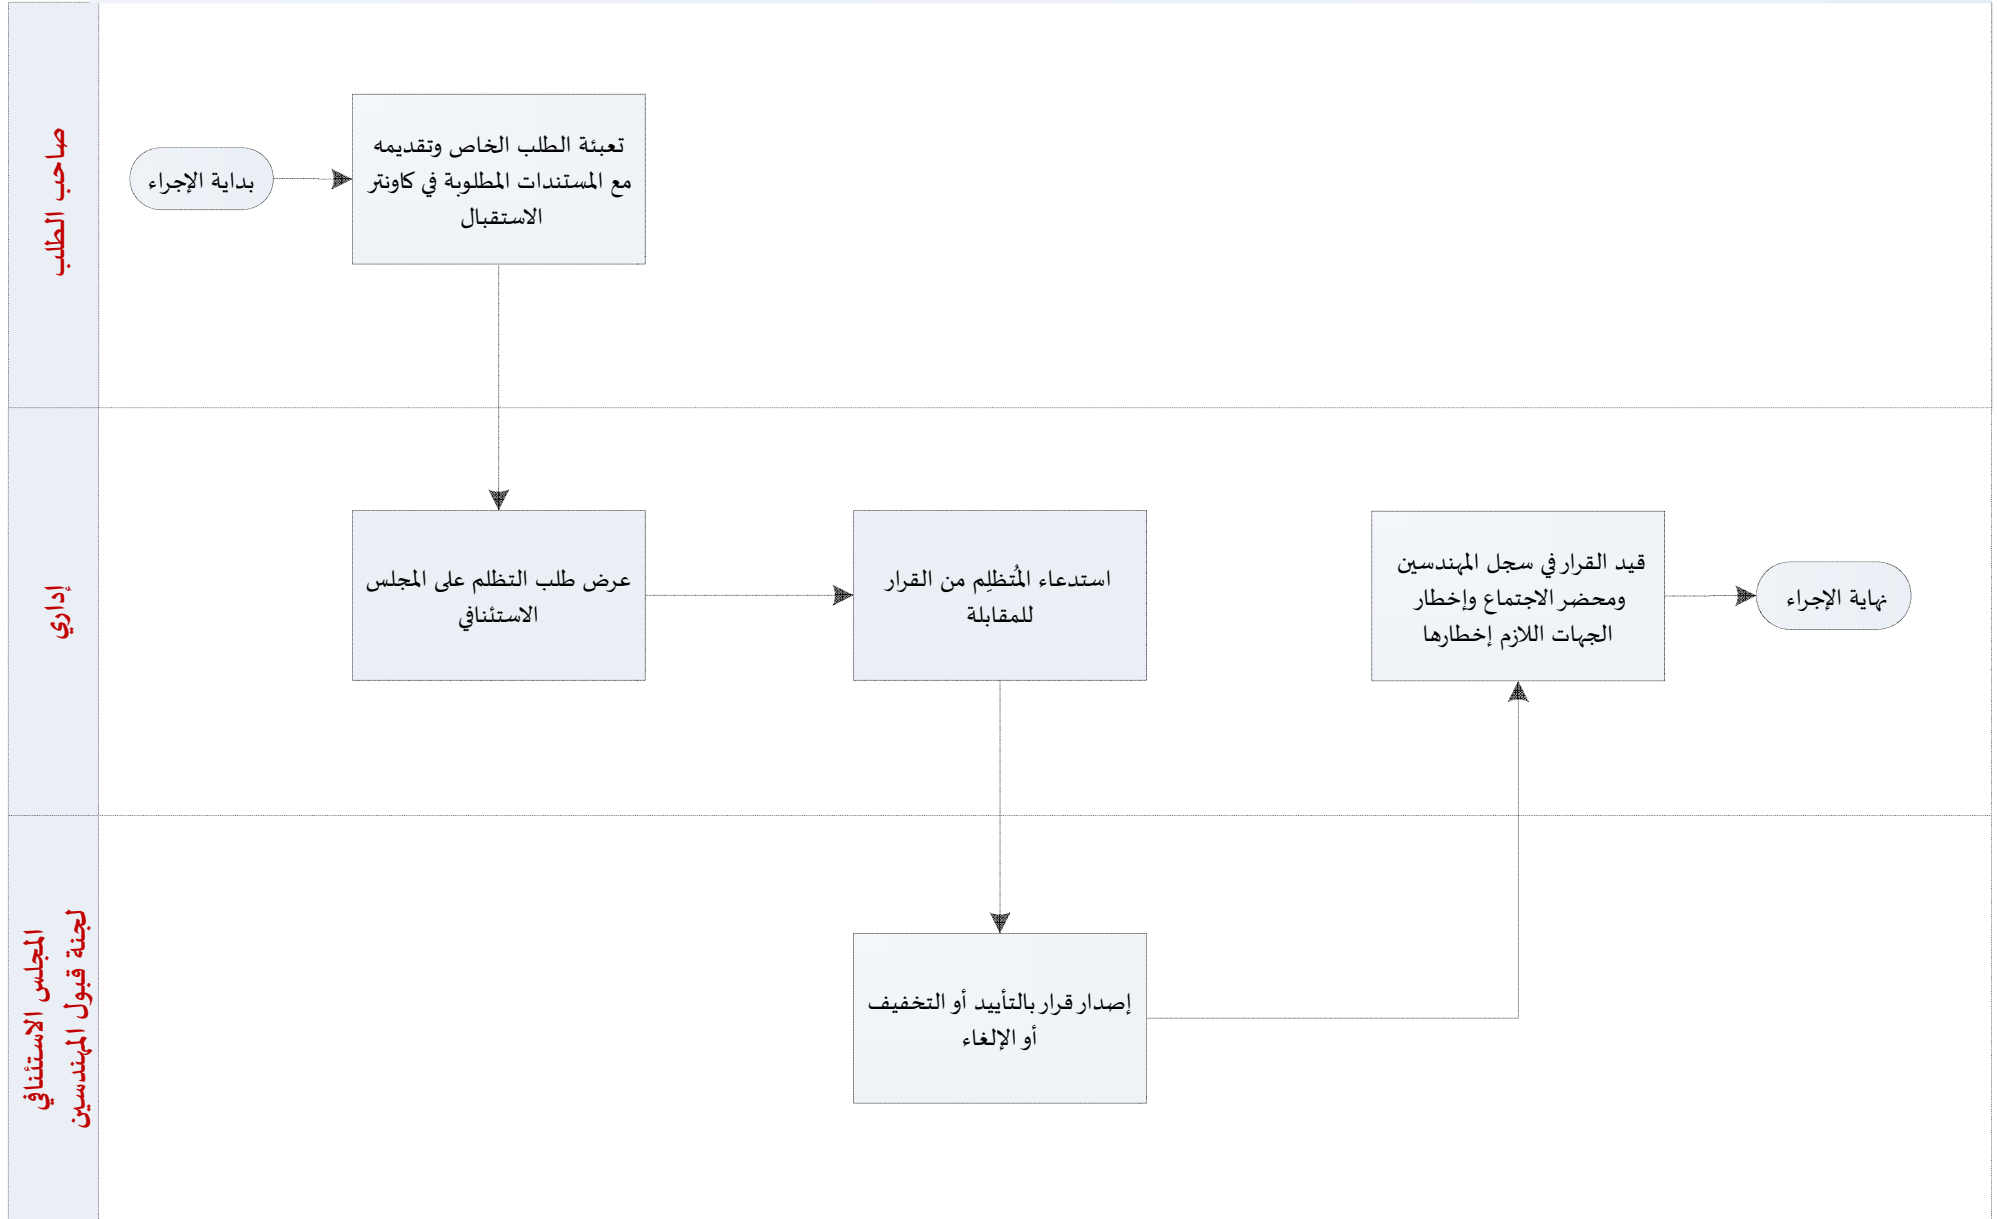 صاحب الطلب
بداية الإجراء
تعبئة الطلب الخاص وتقديمه
مع المستندات المطلوبة في كاونتر
الاستقبال
إداري
عرض طلب التظلم على المجلس
الاستئنافي
استدعاء المُتظلِم من القرار
للمقابلة
قيد القرار في سجل المهندسين
ومحضر الاجتماع وإخطار
الجهات اللازم إخطارها
نهاية الإجراء
المجلس الاستئنافي
لجنة قبول المهندسين
إصدار قرار بالتأييد أو التخفيف
أو الإلغاء